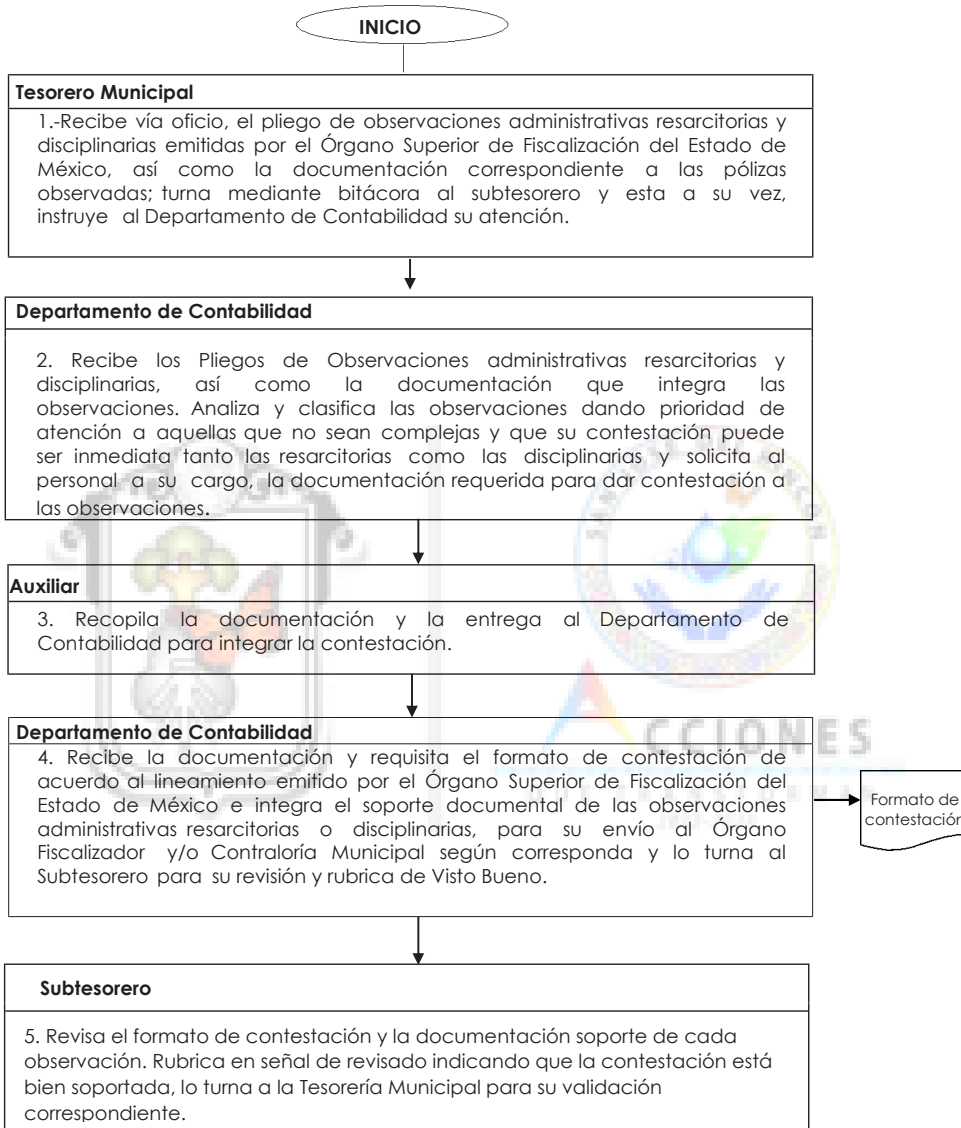 INICIO
Tesorero Municipal
1.-Recibe vía oficio, el pliego de observaciones administrativas resarcitorias y
disciplinarias emitidas por el Órgano Superior de Fiscalización del Estado de
México, así como la documentación correspondiente a las pólizas
observadas; turna mediante bitácora al subtesorero y esta a su vez,
instruye al Departamento de Contabilidad su atención.
Departamento de Contabilidad
2. Recibe los Pliegos de Observaciones administrativas resarcitorias y
disciplinarias, así como la documentación que integra las
observaciones. Analiza y clasifica las observaciones dando prioridad de
atención a aquellas que no sean complejas y que su contestación puede
ser inmediata tanto las resarcitorias como las disciplinarias y solicita al
personal a su cargo, la documentación requerida para dar contestación a
las observaciones.
Auxiliar
3. Recopila la documentación y la entrega al Departamento de
Contabilidad para integrar la contestación.
CCIONES
Departamento de Contabilidad
4. Recibe la documentación y requisita el formato de contestación de
acuerdo al lineamiento emitido por el Órgano Superior de Fiscalización del
Estado de México e integra el soporte documental de las observaciones
administrativas resarcitorias o disciplinarias, para su envío al Órgano
Fiscalizador y/o Contraloría Municipal según corresponda y lo turna al
Subtesorero para su revisión y rubrica de Visto Bueno.
Formato de
contestación
Subtesorero
5. Revisa el formato de contestación y la documentación soporte de cada
observación. Rubrica en señal de revisado indicando que la contestación está
bien soportada, lo turna a la Tesorería Municipal para su validación
correspondiente.